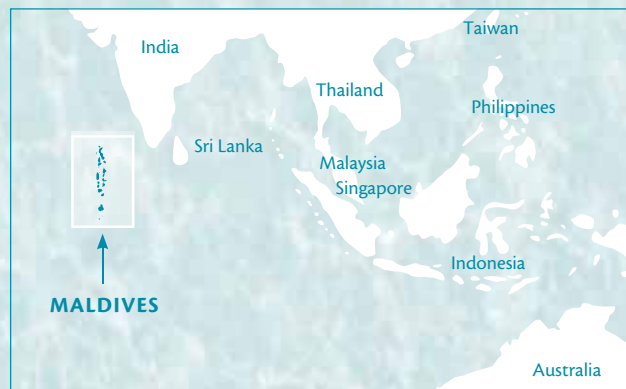 Taiwan
India
Thailand
Philippines
Sri Lanka
Malaysia
Singapore
Indonesia
MALDIVES
Australia